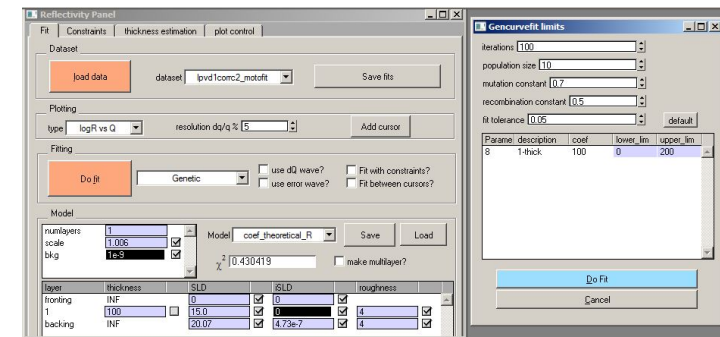 Reflectivity Panel
Fit Constraints thickness estimation plot control
Dataset
load data dataset lpvd1corrc2_motofit Save fits
Plotting
type logR vs Q resolution dq/q % 5 Add cursor
Fitting
Do fit Genetic use dQ wave? Fit with constraints?
use error wave? Fit between cursors?
Model
numlayers 1
scale 1.006
bkg 1e-9
Model coef_theoretical_R Save Load
χ2 0.430419 make multilayer?
layer thickness SLD iSLD roughness
fronting INF 0 0
1 100 15.0 0 4
backing INF 20.07 4.73e-7 4
Gencurvefit limits
iterations 100
population size 10
mutation constant 0.7
recombination constant 0.5
fit tolerance 0.05 default
Parame description coef lower_lim upper_lim
8 1-thick 100 0 200
Do Fit
Cancel